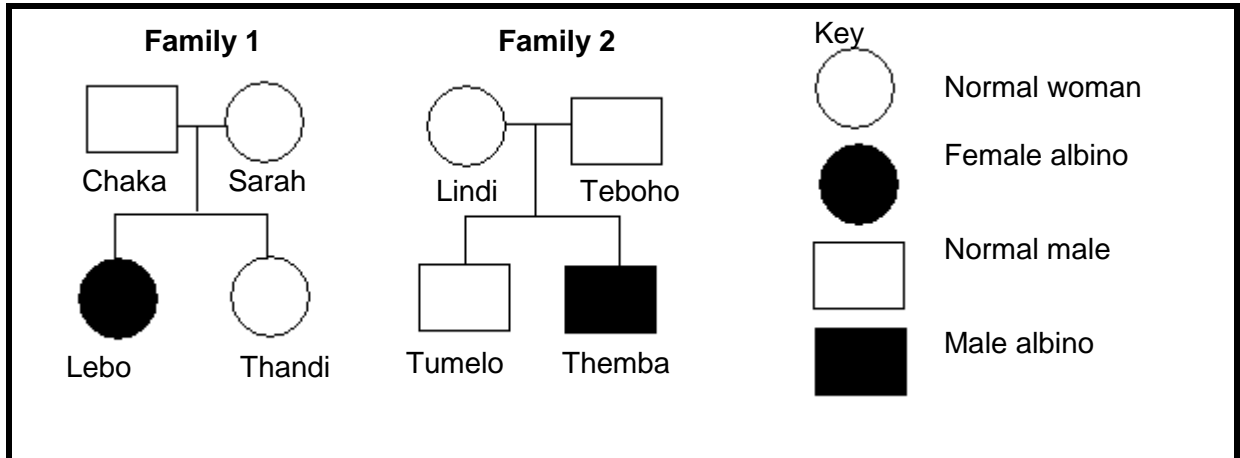 Family 1
Family 2
Key
Normal woman
Female albino
Chaka
Sarah
Lindi
Teboho
Normal male
Male albino
Lebo
Thandi
Tumelo
Themba